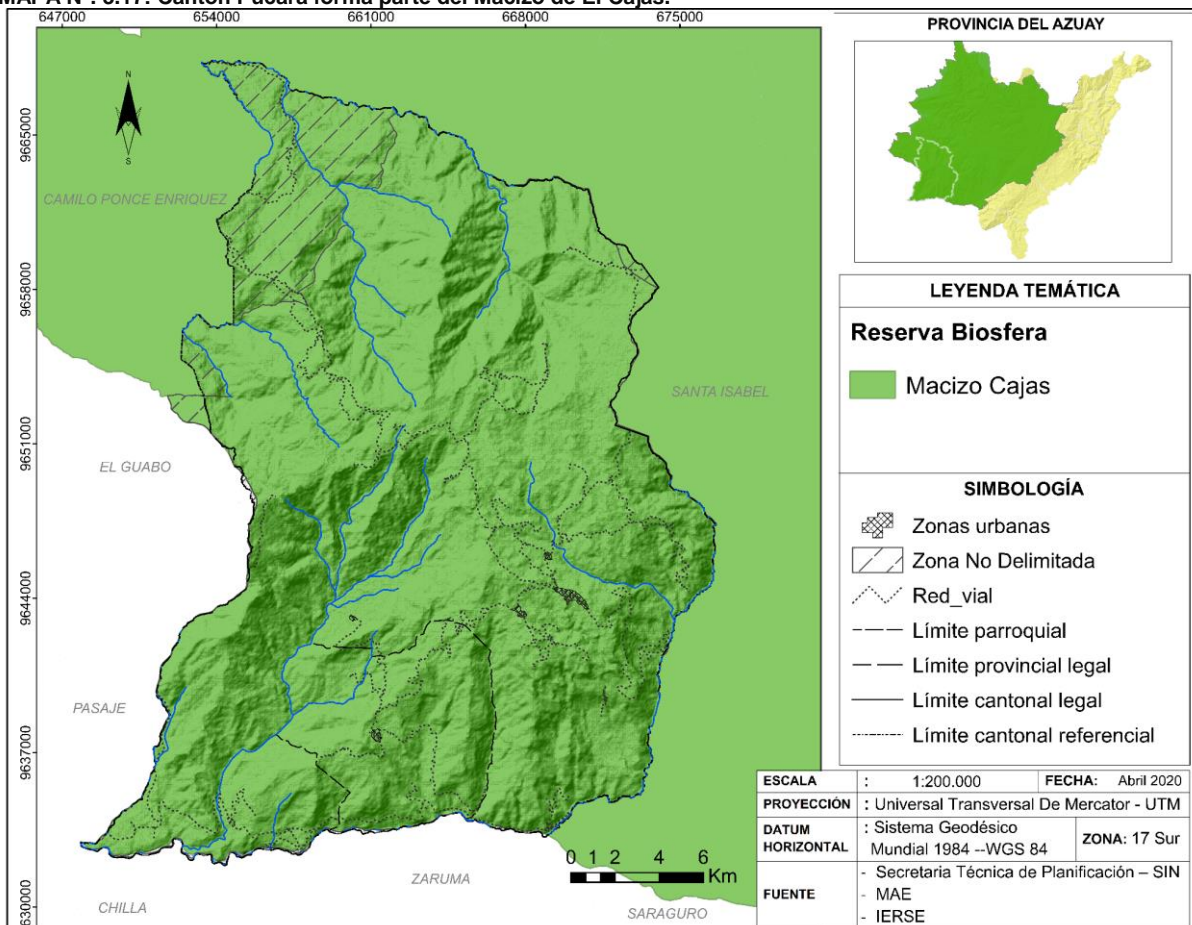 MAPA N°. 3.17. Cantón Pucará forma parte del Macizo de El Cajas.
647000 654000 661000 668000 675000
9665000
9658000
9651000
9644000
9637000
630000
N
S
CAMILO PONCE ENRIQUEZ
SANTA ISABEL
EL GUABO
PASAJE
ZARUMA
CHILLA
SARAGURO
0 1 2 4 6
Km
PROVINCIA DEL AZUAY
LEYENDA TEMÁTICA
Reserva Biosfera
Macizo Cajas
SIMBOLOGÍA
Zonas urbanas
Zona No Delimitada
Red_vial
Límite parroquial
Límite provincial legal
Límite cantonal legal
Límite cantonal referencial
ESCALA : 1:200.000 FECHA: Abril 2020
PROYECCIÓN : Universal Transversal De Mercator - UTM
DATUM HORIZONTAL : Sistema Geodésico
Mundial 1984 --WGS 84 ZONA: 17 Sur
FUENTE - Secretaria Técnica de Planificación – SIN
- MAE
- IERSE